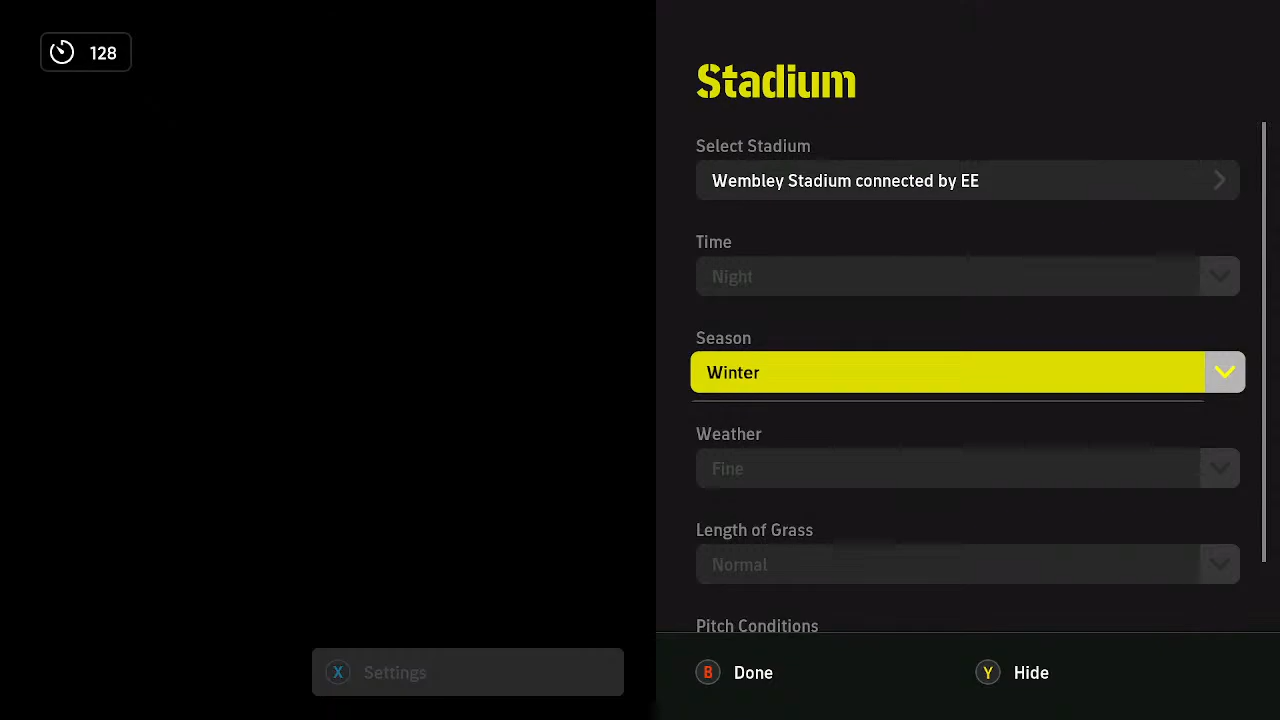 128
Stadium
Select Stadium
Wembley Stadium connected by EE
Time
Night
Season
Winter
Weather
Fine
Length of Grass
Normal
Pitch Conditions
X Settings
B Done
Y Hide